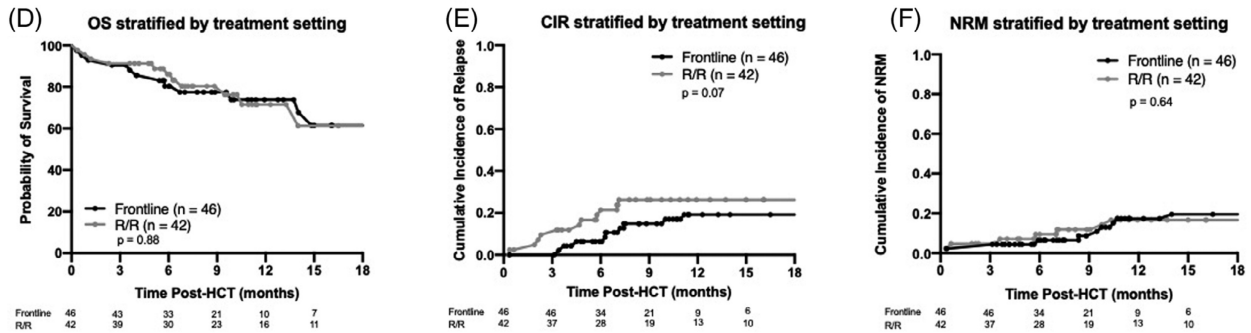 (D)
OS stratified by treatment setting
Probability of Survival
100
80
60
40
20
0
Frontline (n = 46)
R/R (n = 42)
p = 0.88
0 3 6 9 12 15 18
Time Post-HCT (months)
Frontline 46 43 33 21 10 7
R/R 42 39 30 23 16 11
(E)
CIR stratified by treatment setting
Cumulative Incidence of Relapse
1.0
0.8
0.6
0.4
0.2
0.0
Frontline (n = 46)
R/R (n = 42)
p = 0.07
0 3 6 9 12 15 18
Time Post-HCT (months)
Frontline 46 46 34 21 9 6
R/R 42 37 28 19 13 10
(F)
NRM stratified by treatment setting
Cumulative Incidence of NRM
1.0
0.8
0.6
0.4
0.2
0.0
Frontline (n = 46)
R/R (n = 42)
p = 0.64
0 3 6 9 12 15 18
Time Post-HCT (months)
Frontline 46 46 34 21 9 6
R/R 42 37 28 19 13 10